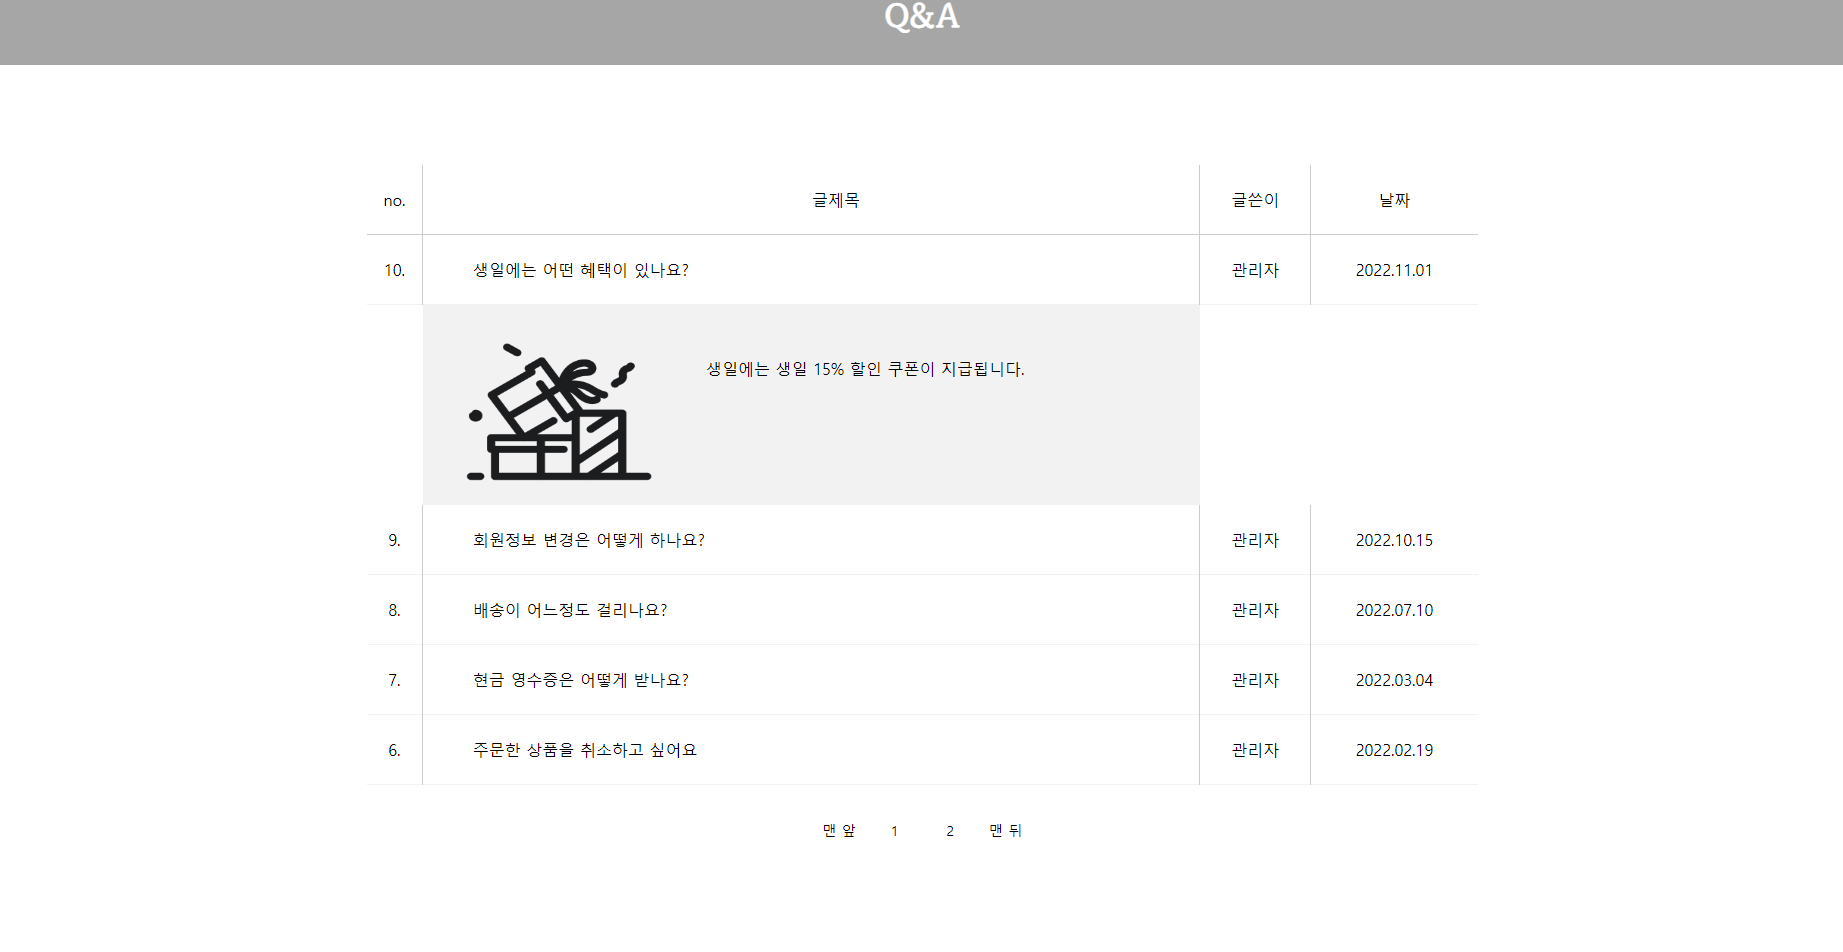 Q&A
no. 글제목 글쓴이 날짜
10. 생일에는 어떤 혜택이 있나요? 관리자 2022.11.01
생일에는 생일 15% 할인 쿠폰이 지급됩니다.
9. 회원정보 변경은 어떻게 하나요? 관리자 2022.10.15
8. 배송이 어느정도 걸리나요? 관리자 2022.07.10
7. 현금 영수증은 어떻게 받나요? 관리자 2022.03.04
6. 주문한 상품을 취소하고 싶어요 관리자 2022.02.19
맨 앞 1 2 맨 뒤